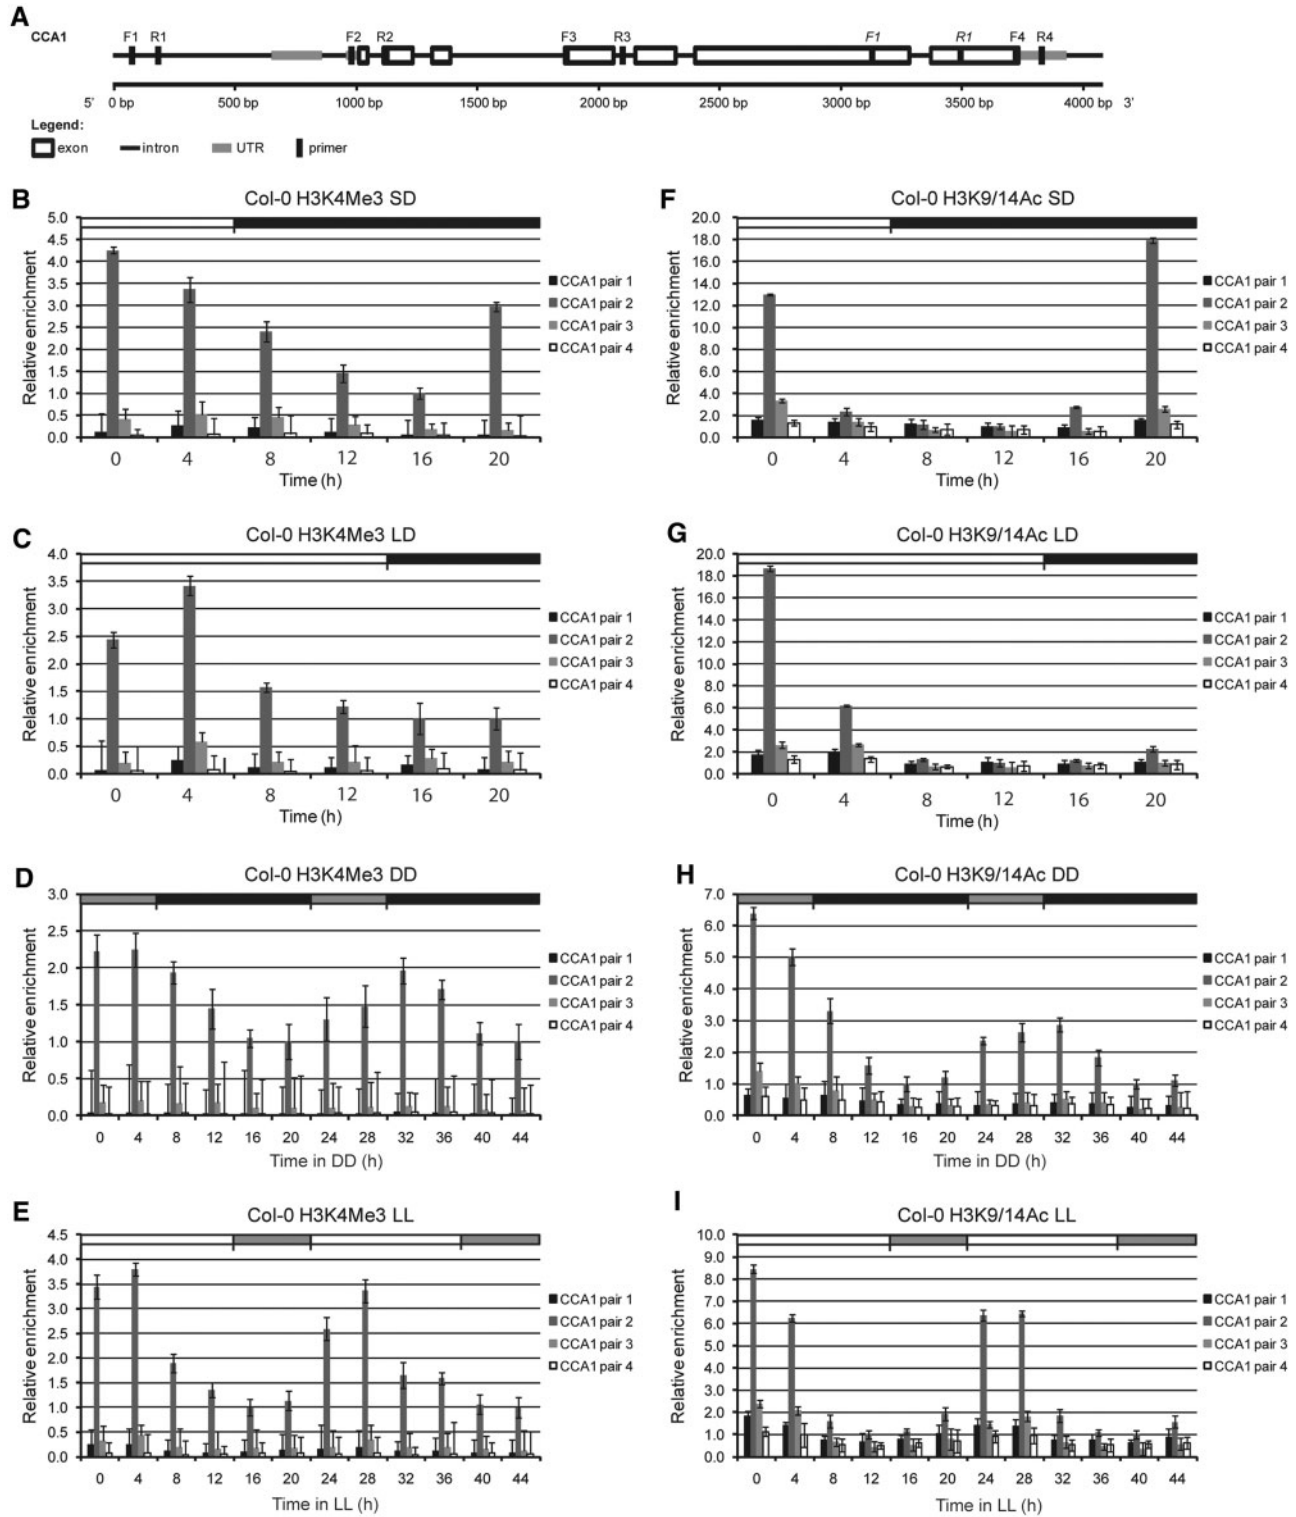 A
CCA1
F1 R1 F2 R2 F3 R3 F1 R1 F4 R4
5' 0 bp 500 bp 1000 bp 1500 bp 2000 bp 2500 bp 3000 bp 3500 bp 4000 bp 3'
Legend:
exon intron UTR primer
B
Col-0 H3K4Me3 SD
Relative enrichment
5.0
4.5
4.0
3.5
3.0
2.5
2.0
1.5
1.0
0.5
0.0
0 4 8 12 16 20
Time (h)
CCA1 pair 1
CCA1 pair 2
CCA1 pair 3
CCA1 pair 4
F
Col-0 H3K9/14Ac SD
Relative enrichment
20.0
18.0
16.0
14.0
12.0
10.0
8.0
6.0
4.0
2.0
0.0
0 4 8 12 16 20
Time (h)
CCA1 pair 1
CCA1 pair 2
CCA1 pair 3
CCA1 pair 4
C
Col-0 H3K4Me3 LD
Relative enrichment
4.0
3.5
3.0
2.5
2.0
1.5
1.0
0.5
0.0
0 4 8 12 16 20
Time (h)
CCA1 pair 1
CCA1 pair 2
CCA1 pair 3
CCA1 pair 4
G
Col-0 H3K9/14Ac LD
Relative enrichment
20.0
18.0
16.0
14.0
12.0
10.0
8.0
6.0
4.0
2.0
0.0
0 4 8 12 16 20
Time (h)
CCA1 pair 1
CCA1 pair 2
CCA1 pair 3
CCA1 pair 4
D
Col-0 H3K4Me3 DD
Relative enrichment
3.0
2.5
2.0
1.5
1.0
0.5
0.0
0 4 8 12 16 20 24 28 32 36 40 44
Time in DD (h)
CCA1 pair 1
CCA1 pair 2
CCA1 pair 3
CCA1 pair 4
H
Col-0 H3K9/14Ac DD
Relative enrichment
7.0
6.0
5.0
4.0
3.0
2.0
1.0
0.0
0 4 8 12 16 20 24 28 32 36 40 44
Time in DD (h)
CCA1 pair 1
CCA1 pair 2
CCA1 pair 3
CCA1 pair 4
E
Col-0 H3K4Me3 LL
Relative enrichment
4.5
4.0
3.5
3.0
2.5
2.0
1.5
1.0
0.5
0.0
0 4 8 12 16 20 24 28 32 36 40 44
Time in LL (h)
CCA1 pair 1
CCA1 pair 2
CCA1 pair 3
CCA1 pair 4
I
Col-0 H3K9/14Ac LL
Relative enrichment
10.0
9.0
8.0
7.0
6.0
5.0
4.0
3.0
2.0
1.0
0.0
0 4 8 12 16 20 24 28 32 36 40 44
Time in LL (h)
CCA1 pair 1
CCA1 pair 2
CCA1 pair 3
CCA1 pair 4